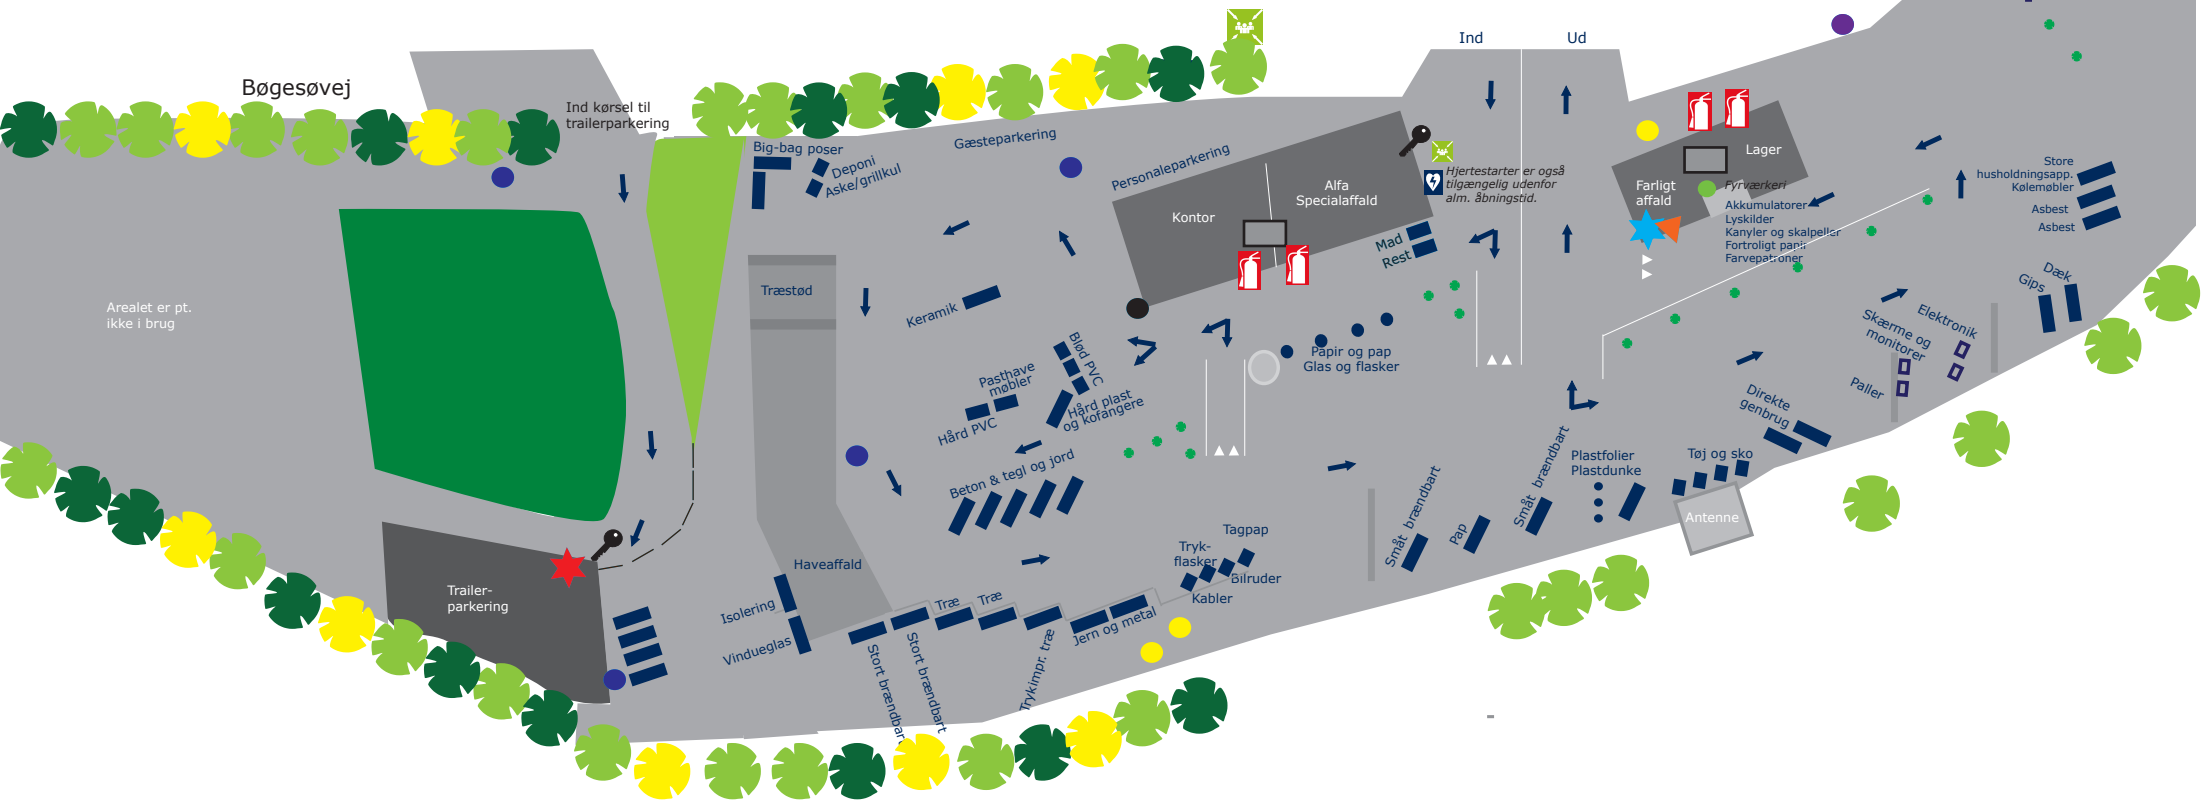 Ind
Ud
Bøgesøvej
Ind kørsel til
trailerparkering
Gæsteparkering
Big-bag poser
Deponi
Aske/grillkul
Personaleparkering
Kontor
Alfa
Specialaffald
Hjertestarter er også
tilgængelig udenfor
alm. åbningstid.
Mad
Rest
Lager
Farligt
affald
Fyrværkeri
Akkumulatorer
Lyskilder
Kanyler og skalpeller
Fortroligt papir
Farvepatroner
Store
husholdningsapp.
Kølemøbler
Asbest
Asbest
Dæk
Gips
Elektronik
Skærme og
monitorer
Paller
Direkte
genbrug
Tøj og sko
Antenne
Plastfolier
Plastdunke
Småt brændbart
Pap
Småt brændbart
Papir og pap
Glas og flasker
Træstød
Keramik
Blød PVC
Pasthave
møbler
Hård PVC
Hård plast
og kofangere
Beton & tegl og jord
Arealet er pt.
ikke i brug
Tagpap
Tryk-
flasker
Bilruder
Kabler
Haveaffald
Isolering
Vindueglas
Træ
Træ
Jern og metal
Trykimpr. træ
Stort brændbart
Stort brændbart
Trailer-
parkering